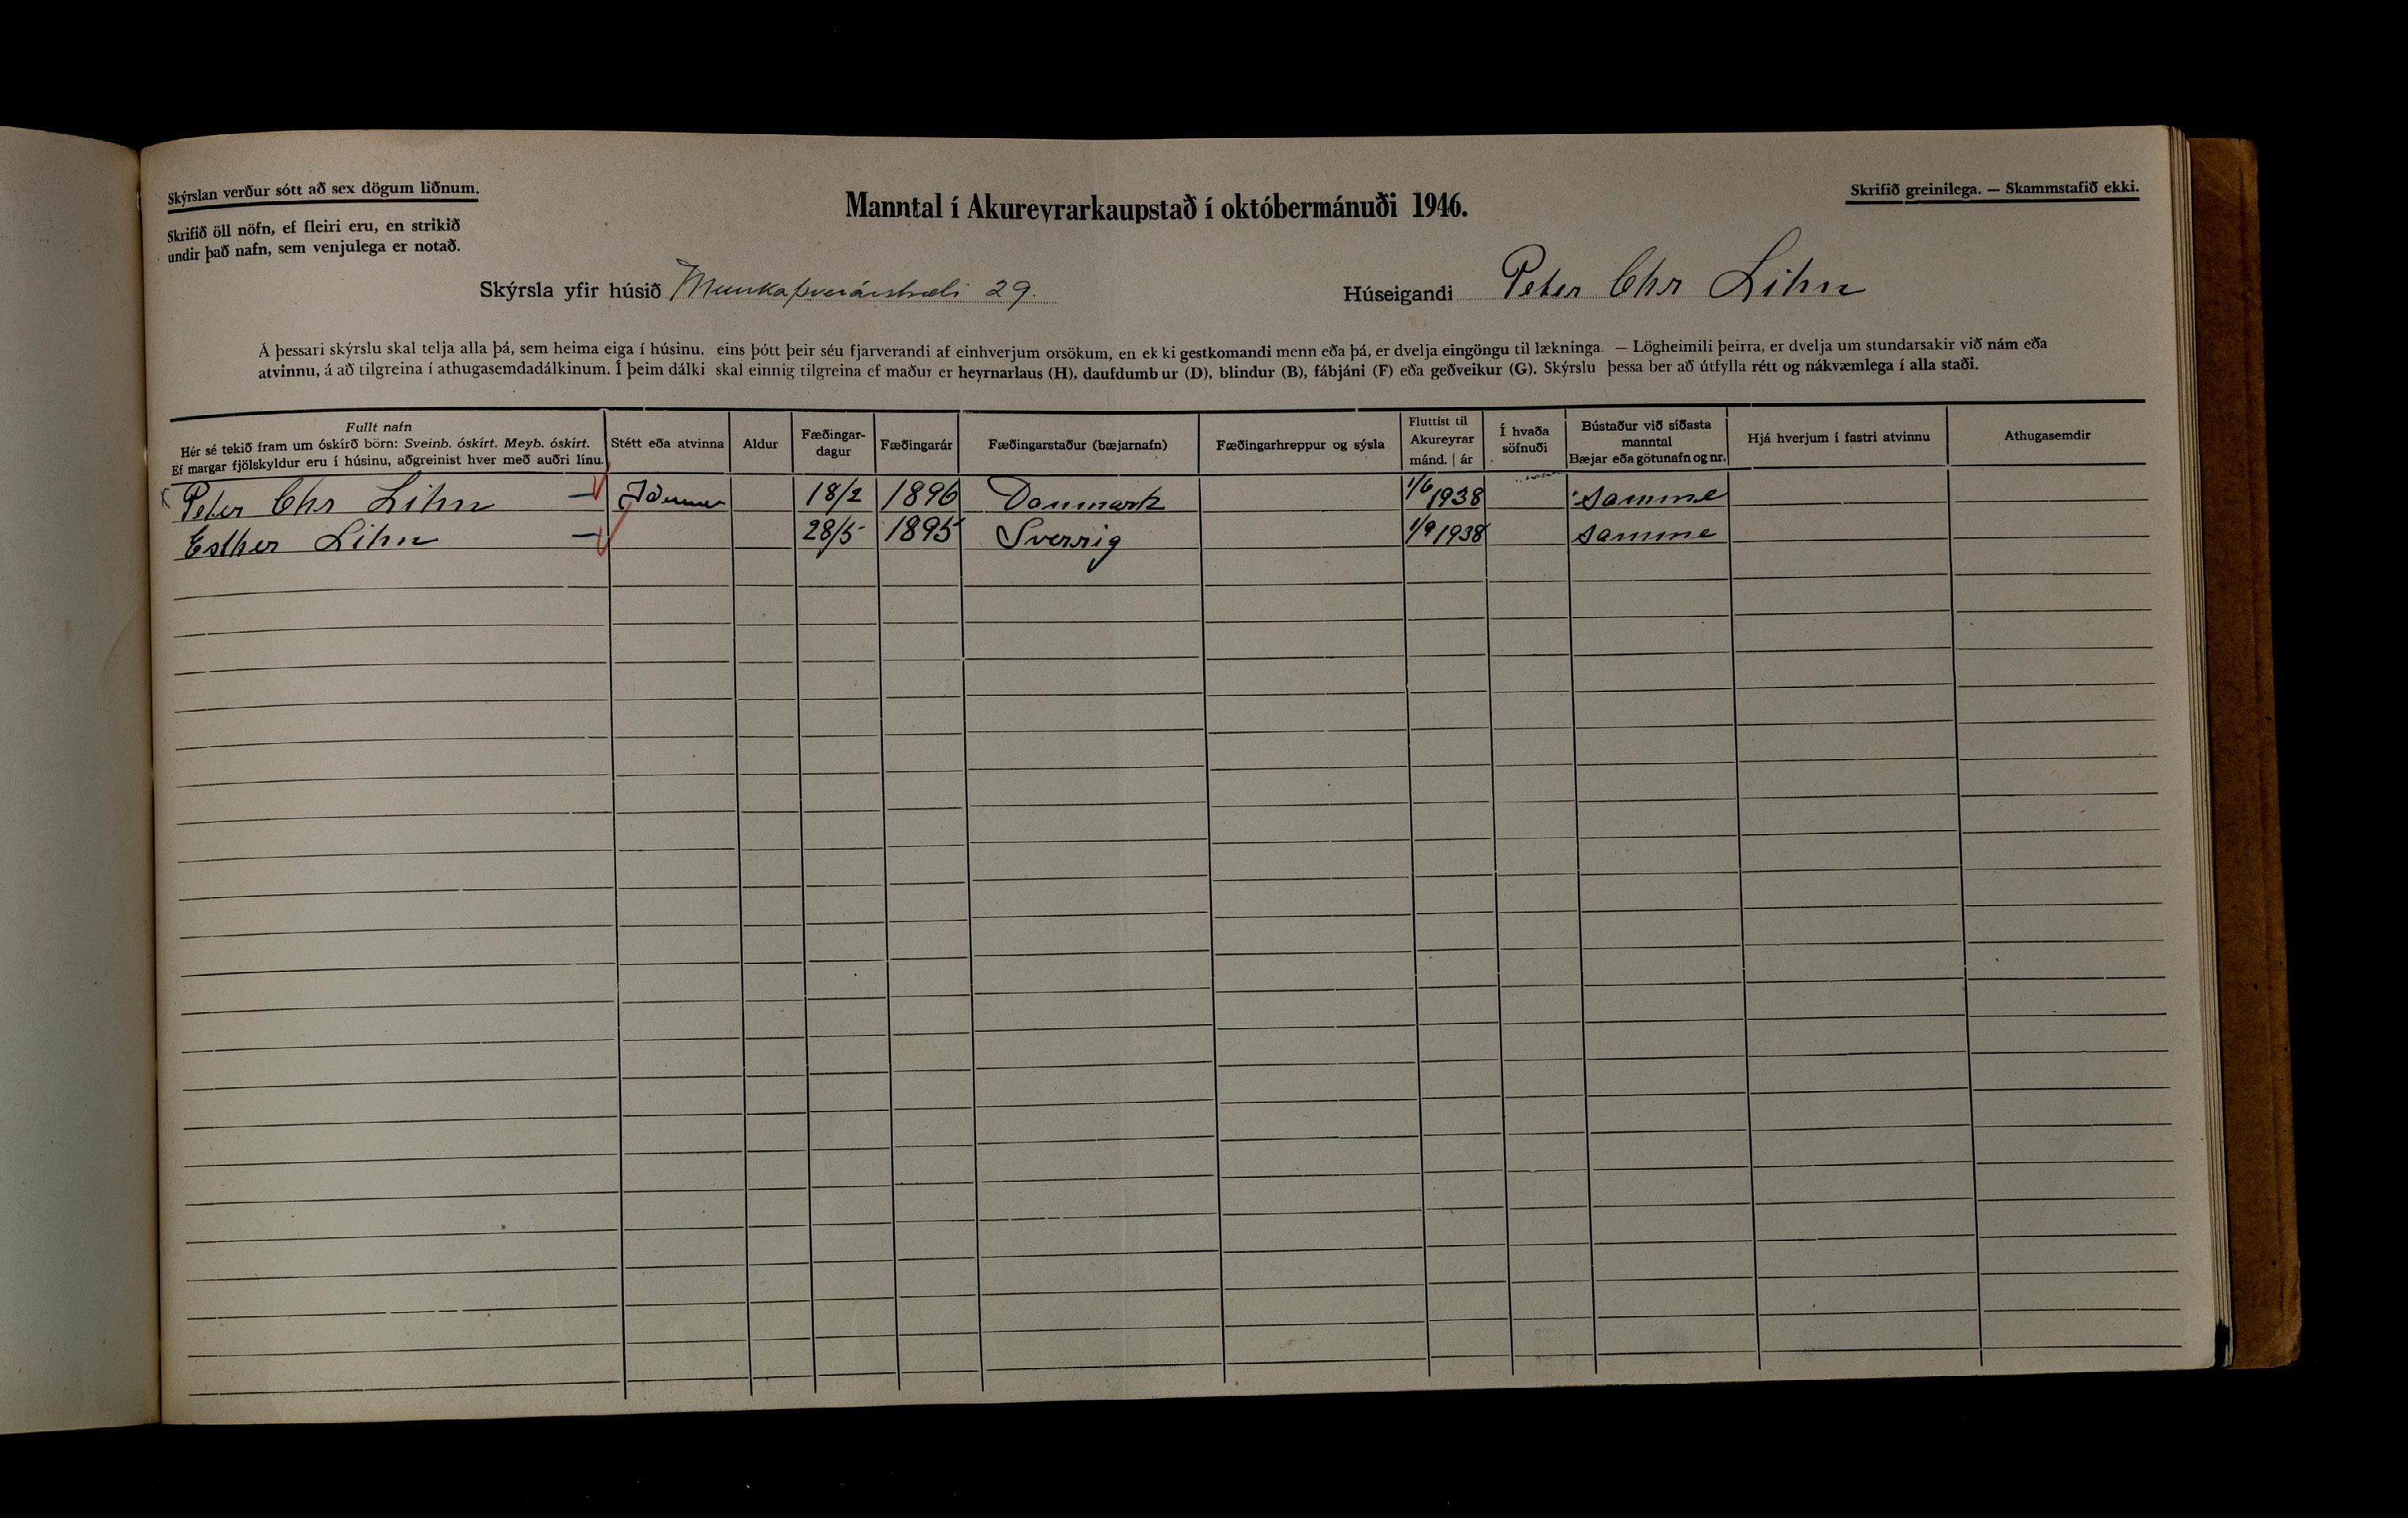 Skýrslan verður sótt að sex dögum liðnum.
Skrifið öll nöfn, ef fleiri eru, en strikið
undir það nafn, sem venjulega er notað.
Manntal í Akureyrarkaupstað í októbermánuði 1946.
Skrifið greinilega. — Skammstafið ekki.
Skýrsla yfir húsið Munkaþverárstræti 29.
Húseigandi Peter Chr Lihn
Á þessari skýrslu skal telja alla þá, sem heima eiga í húsinu, eins þótt þeir séu fjarverandi af einhverjum orsökum, en ekki gestkomandi menn eða þá, er dvelja eingöngu til lækninga. — Lögheimili þeirra, er dvelja um stundarsakir við nám eða
atvinnu, á að tilgreina í athugasemdadálkinum. Í þeim dálki skal einnig tilgreina ef maður er heyrnarlaus (H), daufdumbur (D), blindur (B), fábjáni (F) eða geðveikur (G). Skýrslu þessa ber að útfylla rétt og nákvæmlega í alla staði.
Fullt nafn
Hér sé tekið fram um óskírð börn: Sveinb. óskírt. Meyb. óskírt.
Ef margar fjölskyldur eru í húsinu, aðgreinist hver með auðri línu.
Stétt eða atvinna
Aldur
Fæðingar-
dagur
Fæðingarár
Fæðingarstaður (bæjarnafn)
Fæðingarhreppur og sýsla
Fluttist til
Akureyrar
mánd. | ár
Í hvaða
söfnuði
Bústaður við síðasta
manntal
Bæjar eða götunafn og nr.
Hjá hverjum í fastri atvinnu
Athugasemdir
Peter Chr Lihn 18/2 1896 Danmark 1/6 1938 Samme
Esther Lihn 28/5 1895 Sverrig 1/9 1938 Samme